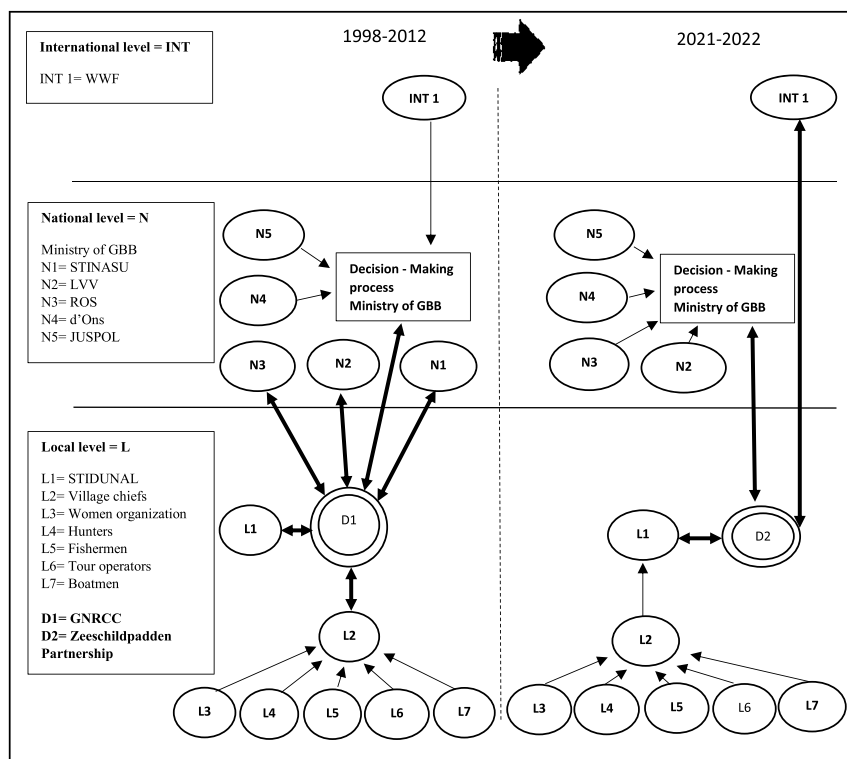 International level = INT
INT 1= WWF
1998-2012
2021-2022
INT 1
INT 1
National level = N
Ministry of GBB
N1= STINASU
N2= LVV
N3= ROS
N4= d’Ons
N5= JUSPOL
N5
N4
N3
N2
N1
Decision - Making
process
Ministry of GBB
N5
N4
N3
N2
Decision - Making
process
Ministry of GBB
Local level = L
L1= STIDUNAL
L2= Village chiefs
L3= Women organization
L4= Hunters
L5= Fishermen
L6= Tour operators
L7= Boatmen
D1= GNRCC
D2= Zeeschildpadden
Partnership
D1
L1
L2
L3
L4
L5
L6
L7
L1
D2
L2
L3
L4
L5
L6
L7